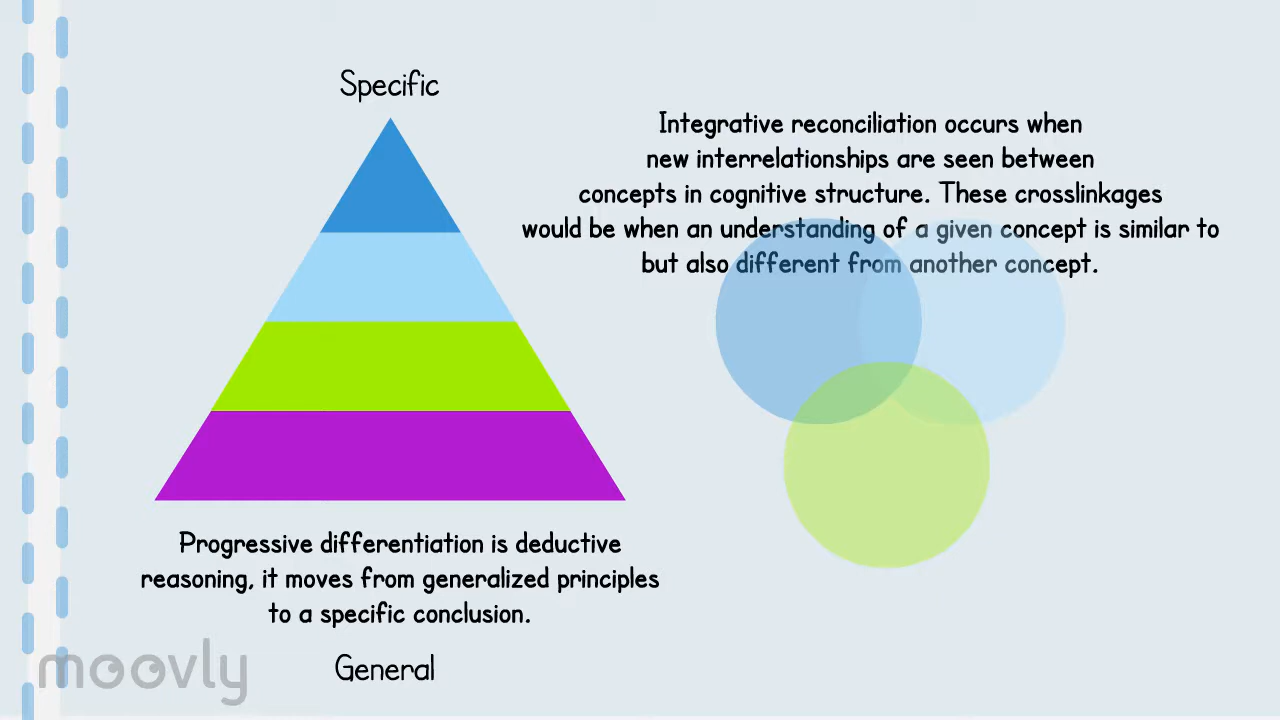 Specific
Integrative reconciliation occurs when
new interrelationships are seen between
concepts in cognitive structure. These crosslinkages
would be when an understanding of a given concept is similar to
but also different from another concept.
Progressive differentiation is deductive
reasoning, it moves from generalized principles
to a specific conclusion.
General
moovly